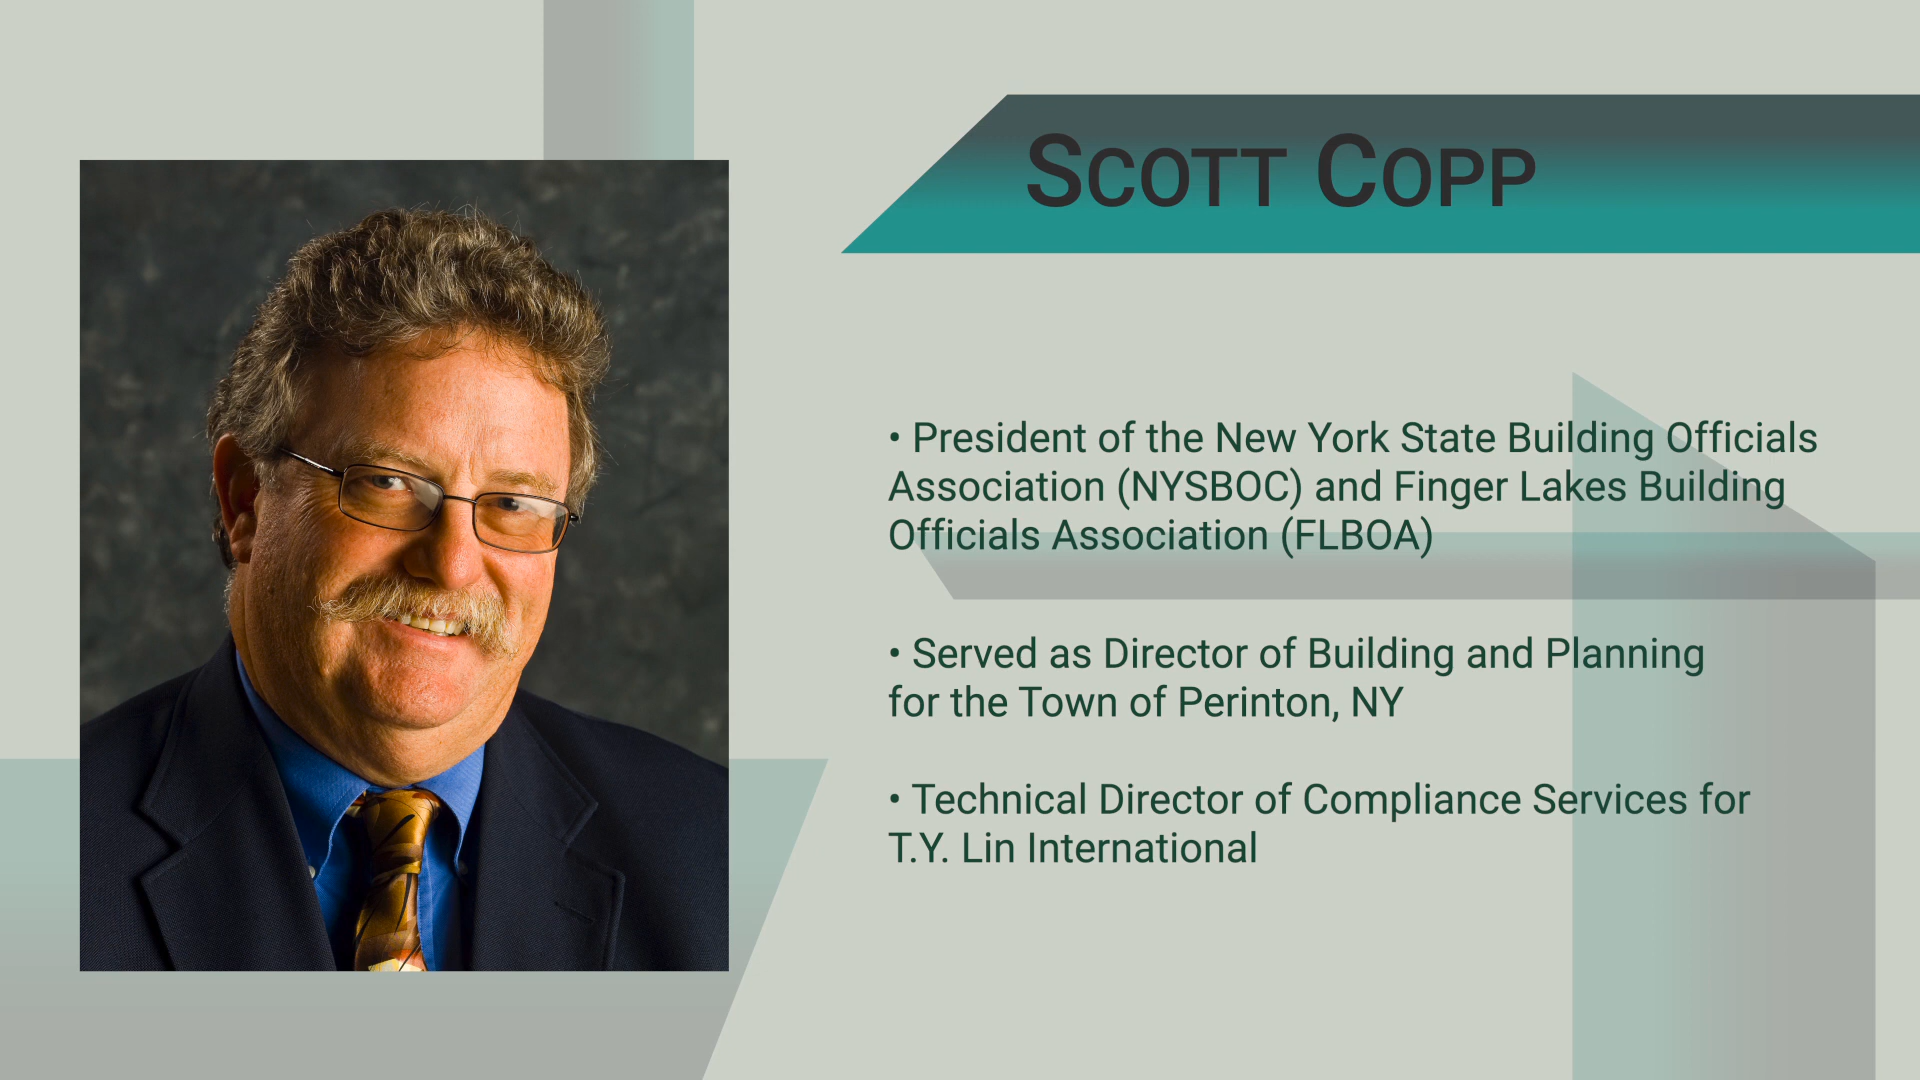 SCOTT COPP
• President of the New York State Building Officials
Association (NYSBOC) and Finger Lakes Building
Officials Association (FLBOA)
• Served as Director of Building and Planning
for the Town of Perinton, NY
• Technical Director of Compliance Services for
T.Y. Lin International